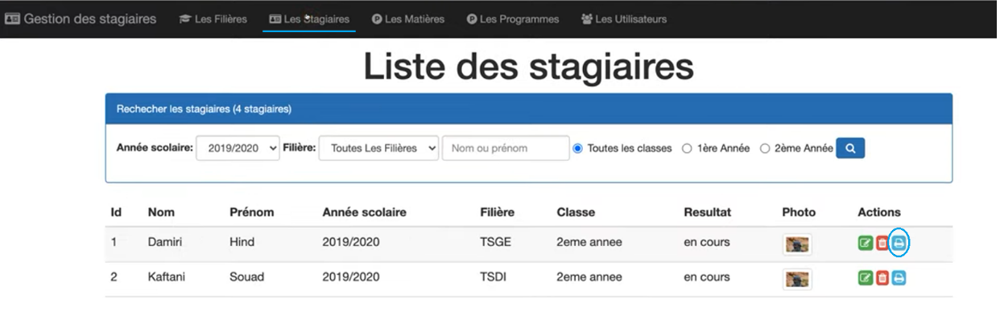 Gestion des stagiaires Les Filières Les Stagiaires Les Matières Les Programmes Les Utilisateurs
Liste des stagiaires
Rechecher les stagiaires (4 stagiaires)
Année scolaire: 2019/2020 Filière: Toutes Les Filières Nom ou prénom Toutes les classes 1ère Année 2ème Année
Id Nom Prénom Année scolaire Filière Classe Resultat Photo Actions
1 Damiri Hind 2019/2020 TSGE 2eme annee en cours
2 Kaftani Souad 2019/2020 TSDI 2eme annee en cours